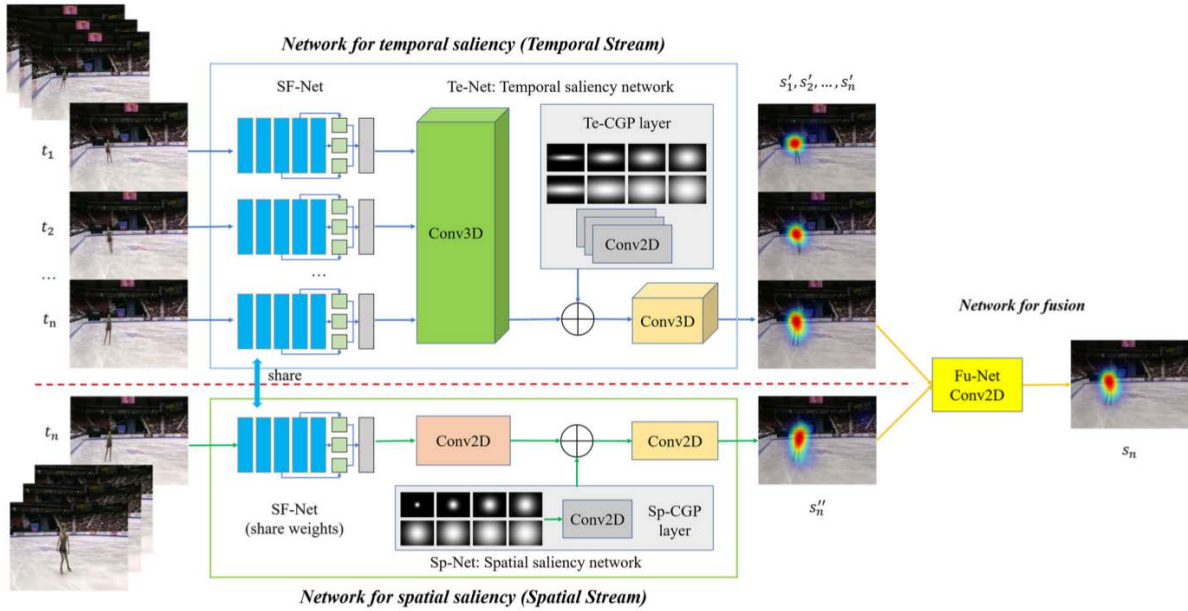 Network for temporal saliency (Temporal Stream)
SF-Net
Te-Net: Temporal saliency network
s′₁, s′₂, …, s′ₙ
Te-CGP layer
t₁
t₂
…
tₙ
Conv3D
Conv2D
...
Conv3D
share
Network for fusion
Fu-Net
Conv2D
sₙ
tₙ
Conv2D
Conv2D
SF-Net
(share weights)
Conv2D
Sp-CGP
layer
s″ₙ
Sp-Net: Spatial saliency network
Network for spatial saliency (Spatial Stream)